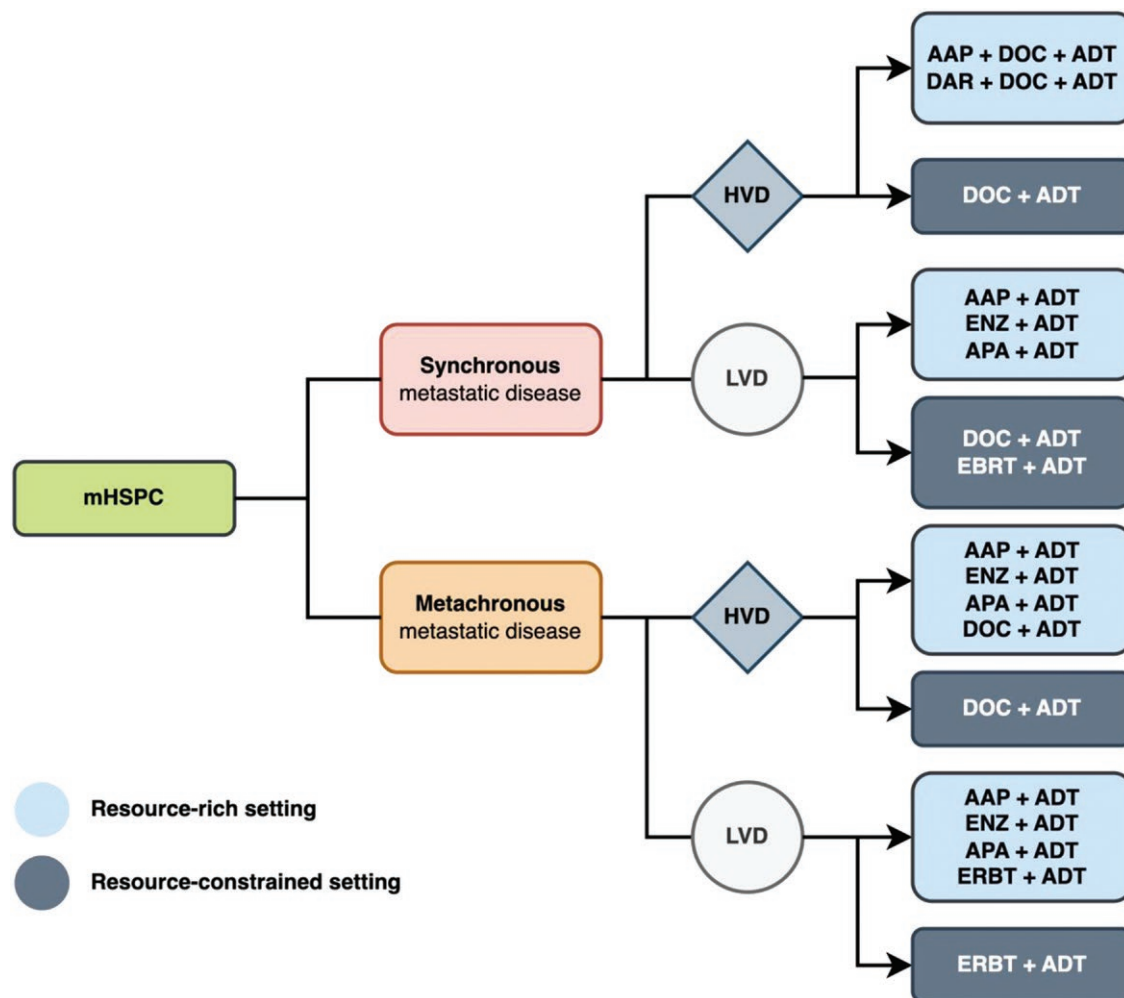 mHSPC
Synchronous
metastatic disease
HVD
AAP + DOC + ADT
DAR + DOC + ADT
DOC + ADT
LVD
AAP + ADT
ENZ + ADT
APA + ADT
DOC + ADT
EBRT + ADT
Metachronous
metastatic disease
HVD
AAP + ADT
ENZ + ADT
APA + ADT
DOC + ADT
DOC + ADT
LVD
AAP + ADT
ENZ + ADT
APA + ADT
ERBT + ADT
ERBT + ADT
Resource-rich setting
Resource-constrained setting